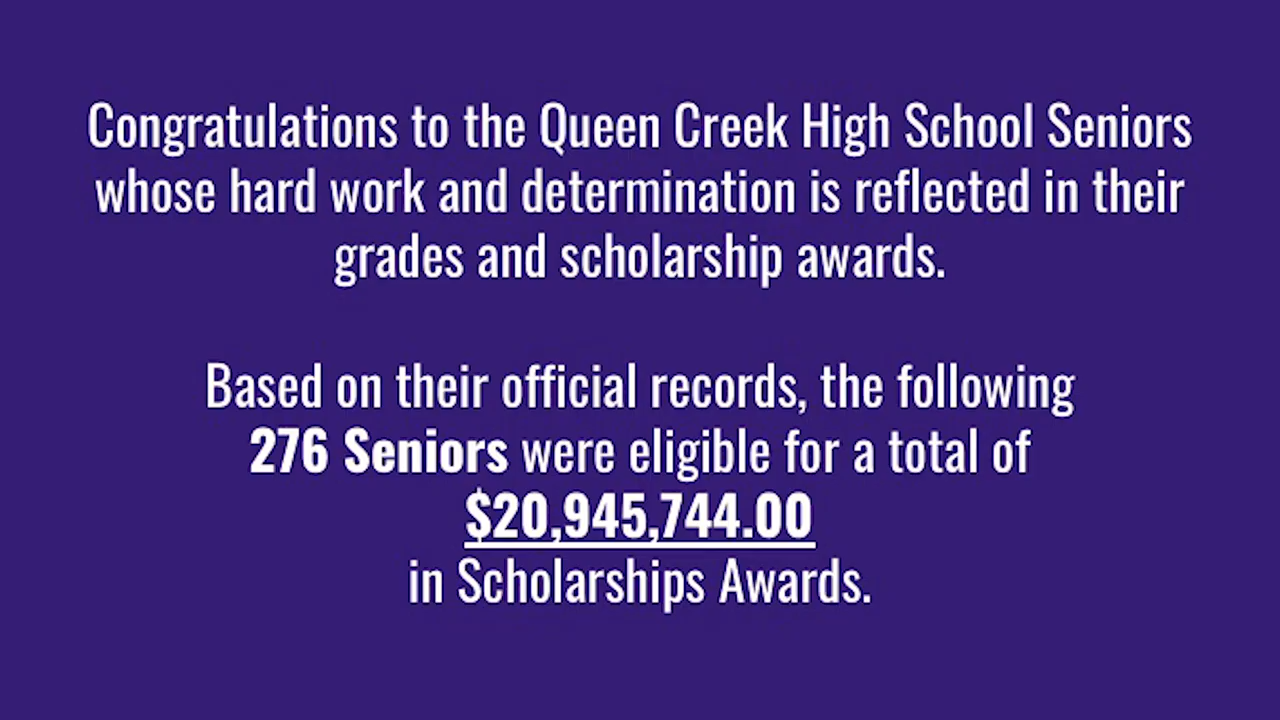 Congratulations to the Queen Creek High School Seniors
whose hard work and determination is reflected in their
grades and scholarship awards.
Based on their official records, the following
276 Seniors were eligible for a total of
$20,945,744.00
in Scholarships Awards.